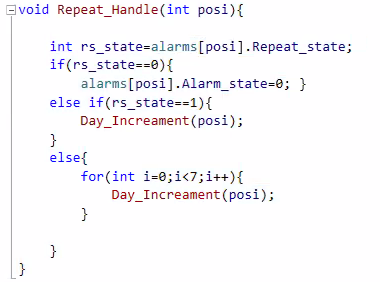 void Repeat_Handle(int posi){
int rs_state=alarms[posi].Repeat_state;
if(rs_state==0){
alarms[posi].Alarm_state=0; }
else if(rs_state==1){
Day_Increament(posi);
}
else{
for(int i=0;i<7;i++){
Day_Increament(posi);
}
}
}